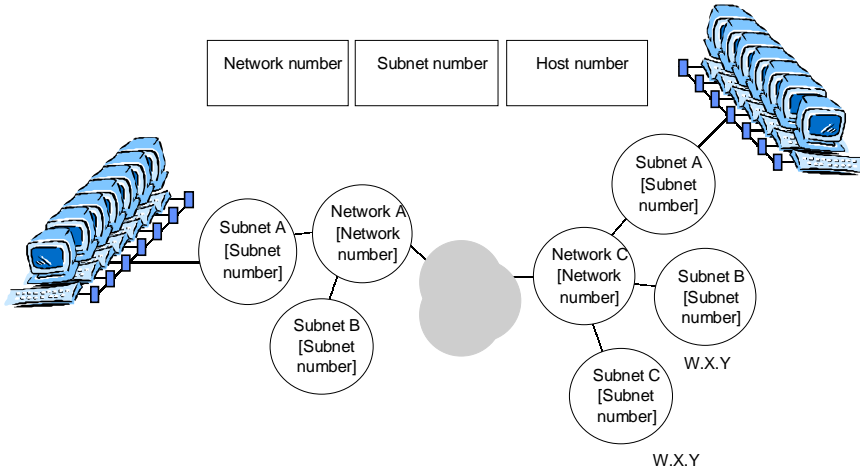 Network number
Subnet number
Host number
Subnet A
[Subnet
number]
Network A
[Network
number]
Subnet B
[Subnet
number]
Subnet A
[Subnet
number]
Network C
[Network
number]
Subnet B
[Subnet
number]
W.X.Y
Subnet C
[Subnet
number]
W.X.Y